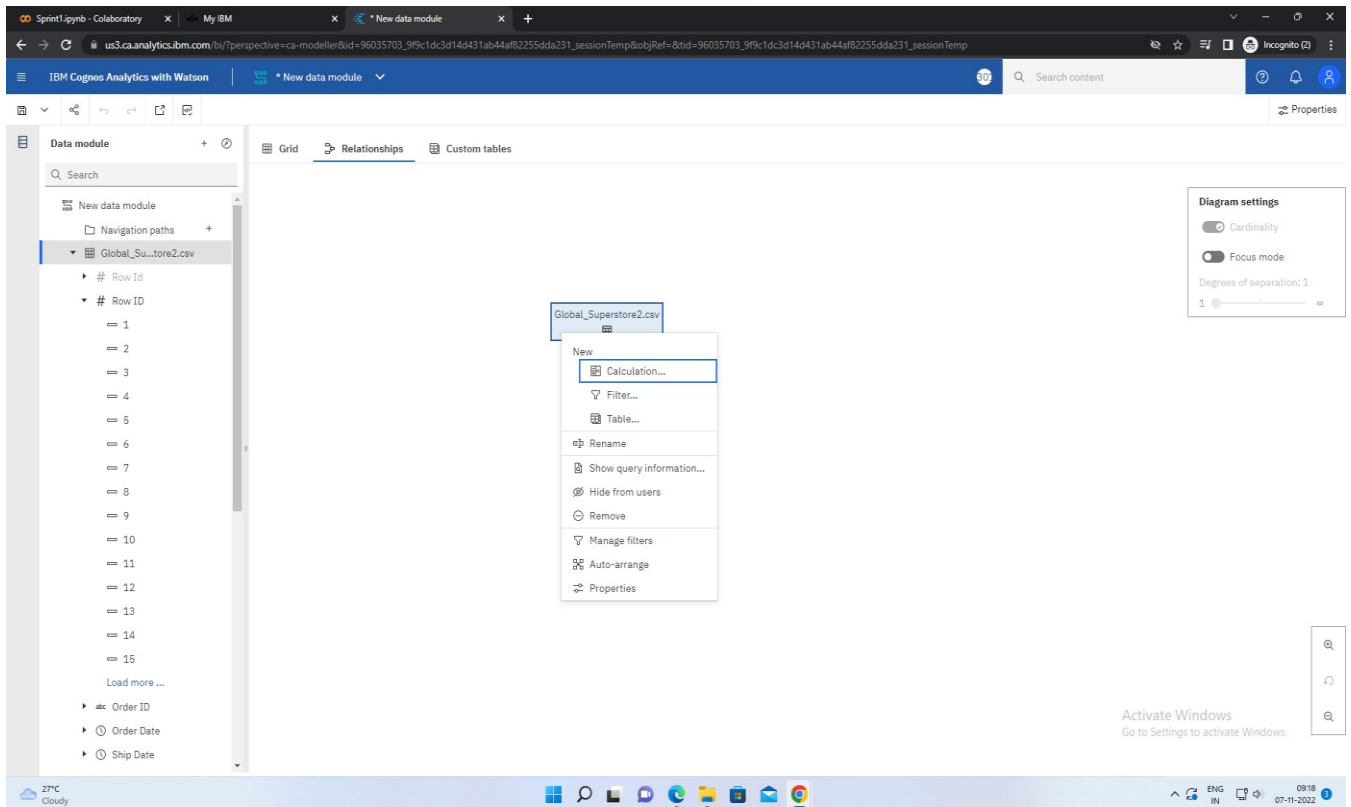 Sprint1.ipynb - Colaboratory
My IBM
* New data module
us3.ca.analytics.ibm.com/bi/?perspective=ca-modeller&id=96035703_9f9c1dc3d14d431ab44af82255dda231_sessionTemp&objRef=&tid=96035703_9f9c1dc3d14d431ab44af82255dda231_sessionTemp
Incognito (2)
IBM Cognos Analytics with Watson
* New data module
Search content
Properties
Data module
Grid
Relationships
Custom tables
Search
New data module
Navigation paths
Global_Su...tore2.csv
# Row Id
# Row ID
1
2
3
4
5
6
7
8
9
10
11
12
13
14
15
Load more ...
abc Order ID
Order Date
Ship Date
Global_Superstore2.csv
New
Calculation...
Filter...
Table...
Rename
Show query information...
Hide from users
Remove
Manage filters
Auto-arrange
Properties
Diagram settings
Cardinality
Focus mode
Degrees of separation: 1
1 ∞
Activate Windows
Go to Settings to activate Windows.
27°C
Cloudy
ENG
IN
09:18
07-11-2022
3